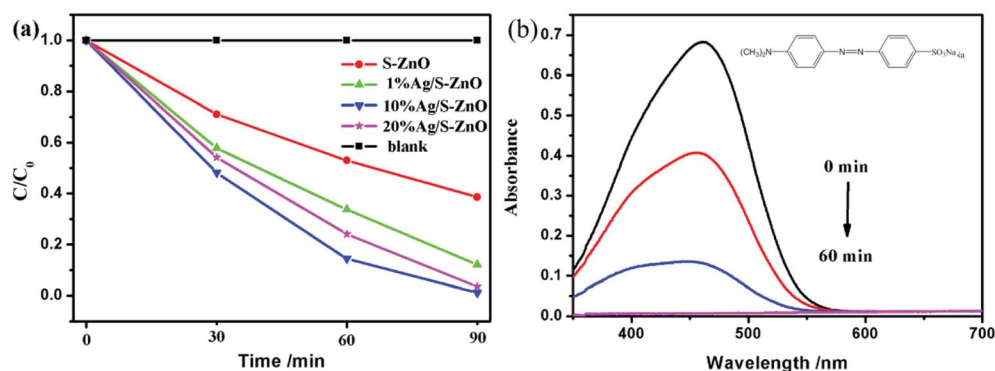 (a)
1.0
0.8
0.6
0.4
0.2
0.0
C/C0
0
30
60
90
Time /min
S-ZnO
1%Ag/S-ZnO
10%Ag/S-ZnO
20%Ag/S-ZnO
blank
(b)
0.7
0.6
0.5
0.4
0.3
0.2
0.1
0.0
Absorbance
400
500
600
700
Wavelength /nm
(CH3)2N
N=N
SO3NaNa
0 min
60 min